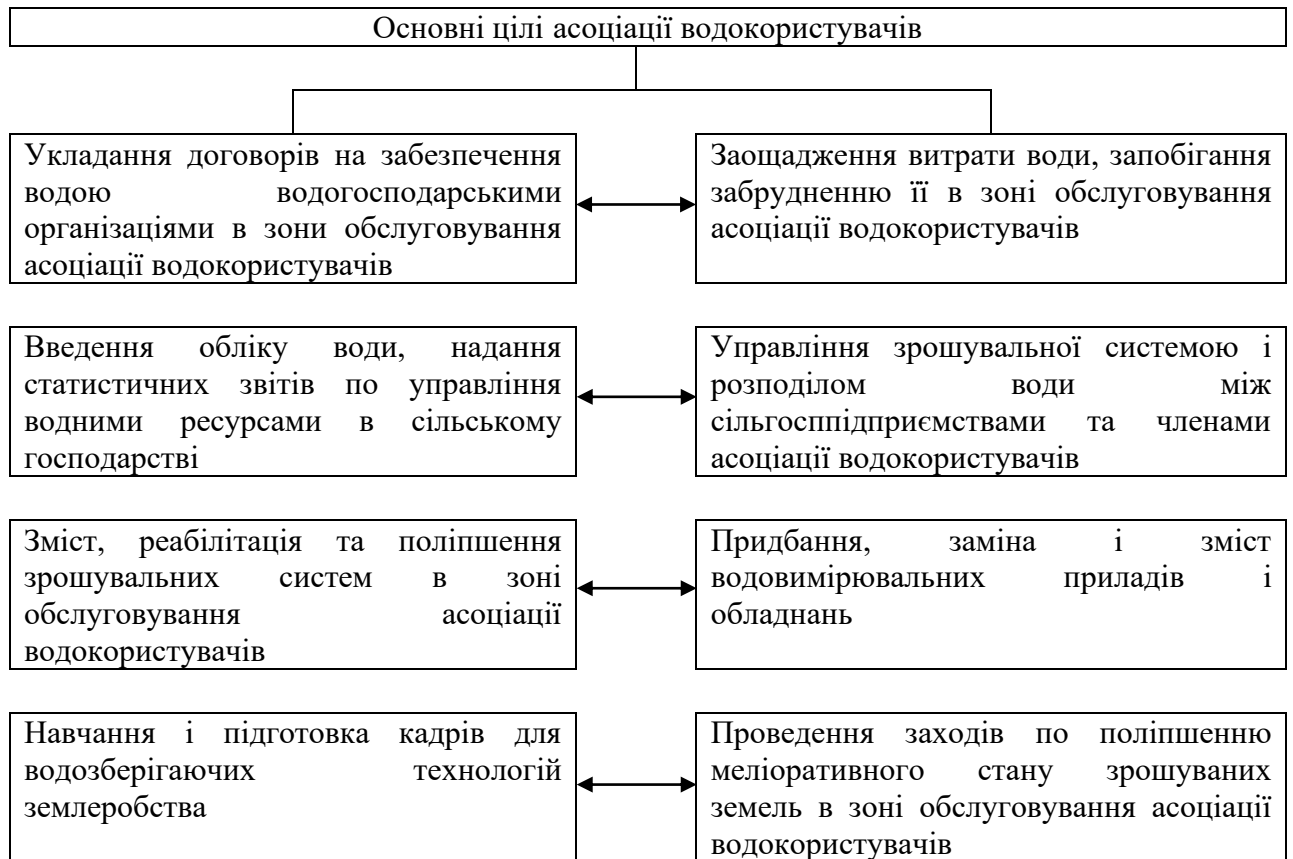 Основні цілі асоціації водокористувачів
Укладання договорів на забезпечення
водою водогосподарськими
організаціями в зони обслуговування
асоціації водокористувачів
Заощадження витрати води, запобігання
забрудненню її в зоні обслуговування
асоціації водокористувачів
Введення обліку води, надання
статистичних звітів по управління
водними ресурсами в сільському
господарстві
Управління зрошувальної системою і
розподілом води між
сільгосппідприємствами та членами
асоціації водокористувачів
Зміст, реабілітація та поліпшення
зрошувальних систем в зоні
обслуговування асоціації
водокористувачів
Придбання, заміна і зміст
водовимірювальних приладів і
обладнань
Навчання і підготовка кадрів для
водозберігаючих технологій
землеробства
Проведення заходів по поліпшенню
меліоративного стану зрошуваних
земель в зоні обслуговування асоціації
водокористувачів